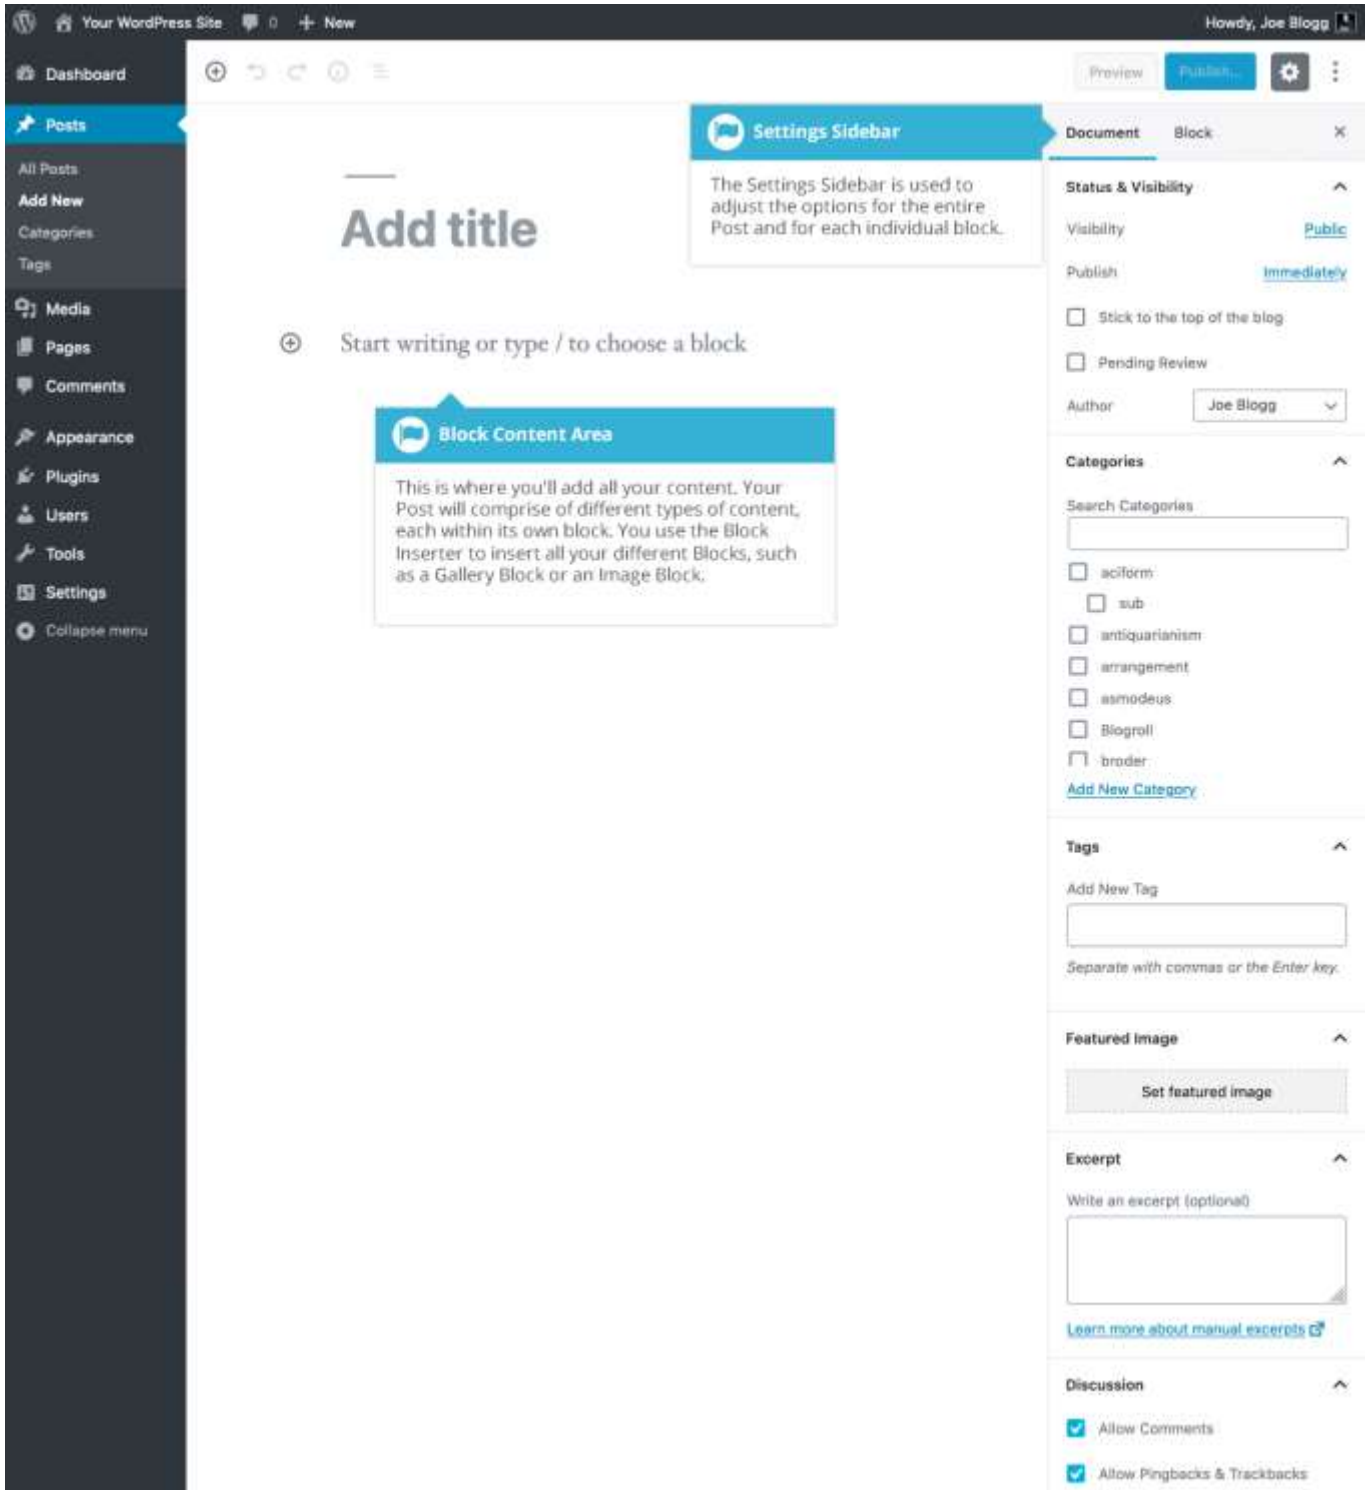 Your WordPress Site 0 + New
Howdy, Joe Blogg
Dashboard
Posts
All Posts
Add New
Categories
Tags
Media
Pages
Comments
Appearance
Plugins
Users
Tools
Settings
Collapse menu
Preview
Publish...
Add title
Start writing or type / to choose a block
Settings Sidebar
The Settings Sidebar is used to
adjust the options for the entire
Post and for each individual block.
Block Content Area
This is where you'll add all your content. Your
Post will comprise of different types of content,
each within its own block. You use the Block
Inserter to insert all your different Blocks, such
as a Gallery Block or an Image Block.
Document Block
Status & Visibility
Visibility Public
Publish Immediately
Stick to the top of the blog
Pending Review
Author Joe Blogg
Categories
Search Categories
aciform
sub
antiquarianism
arrangement
asmodeus
Blogroll
broder
Add New Category
Tags
Add New Tag
Separate with commas or the Enter key.
Featured Image
Set featured image
Excerpt
Write an excerpt (optional)
Learn more about manual excerpts
Discussion
Allow Comments
Allow Pingbacks & Trackbacks